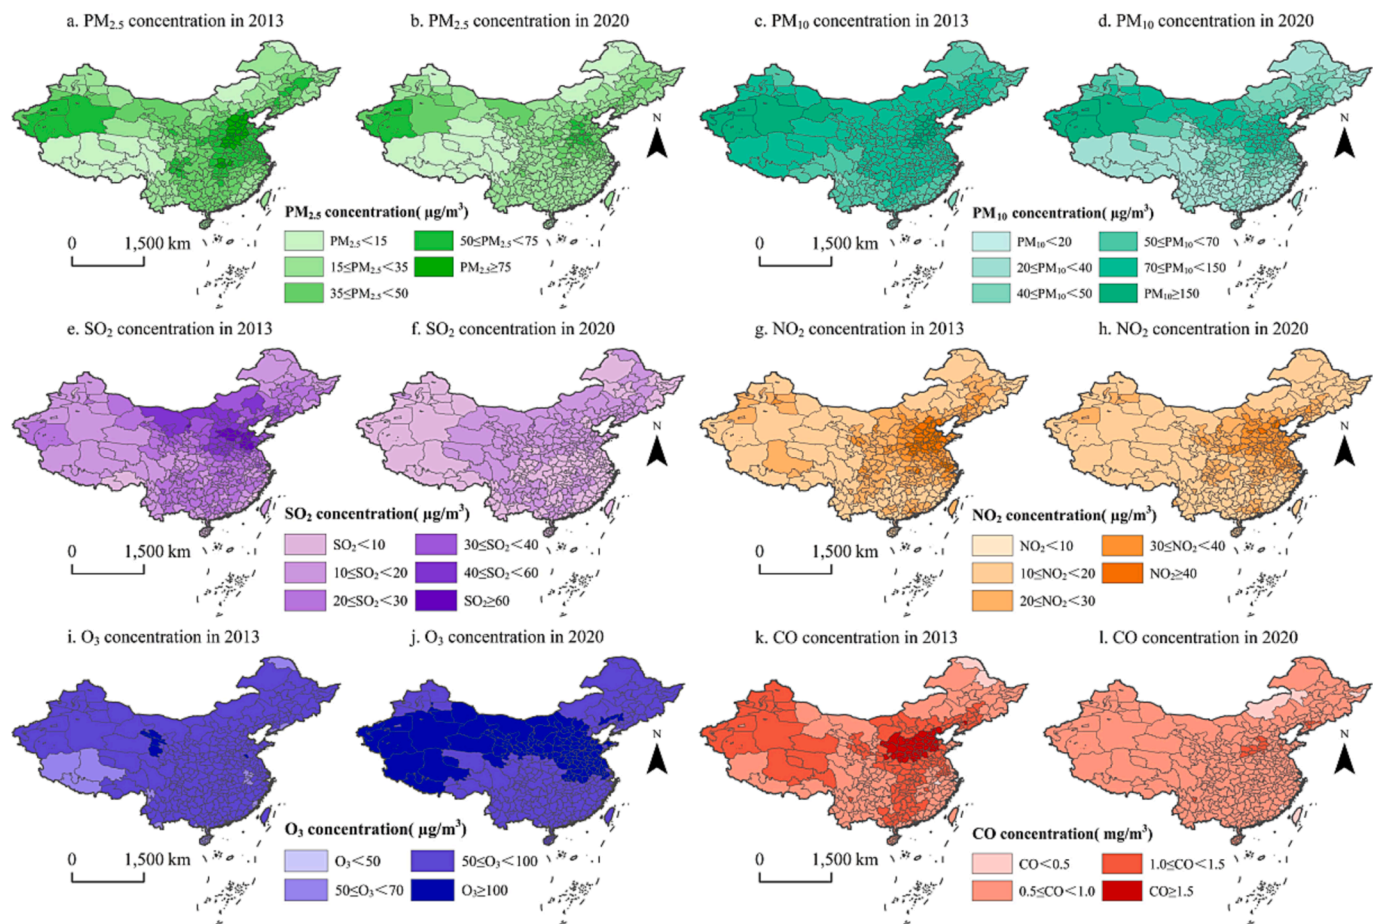 a. PM2.5 concentration in 2013
b. PM2.5 concentration in 2020
c. PM10 concentration in 2013
d. PM10 concentration in 2020
N
N
PM2.5 concentration( μg/m3)
PM2.5<15
50≤PM2.5<75
15≤PM2.5<35
PM2.5≥75
35≤PM2.5<50
0 1,500 km
PM10 concentration( μg/m3)
PM10<20
50≤PM10<70
20≤PM10<40
70≤PM10<150
40≤PM10<50
PM10≥150
0 1,500 km
e. SO2 concentration in 2013
f. SO2 concentration in 2020
g. NO2 concentration in 2013
h. NO2 concentration in 2020
N
N
SO2 concentration( μg/m3)
SO2<10
30≤SO2<40
10≤SO2<20
40≤SO2<60
20≤SO2<30
SO2≥60
0 1,500 km
NO2 concentration( μg/m3)
NO2<10
30≤NO2<40
10≤NO2<20
NO2≥40
20≤NO2<30
0 1,500 km
i. O3 concentration in 2013
j. O3 concentration in 2020
k. CO concentration in 2013
l. CO concentration in 2020
N
N
O3 concentration( μg/m3)
O3<50
50≤O3<100
50≤O3<70
O3≥100
0 1,500 km
CO concentration( mg/m3)
CO<0.5
1.0≤CO<1.5
0.5≤CO<1.0
CO≥1.5
0 1,500 km